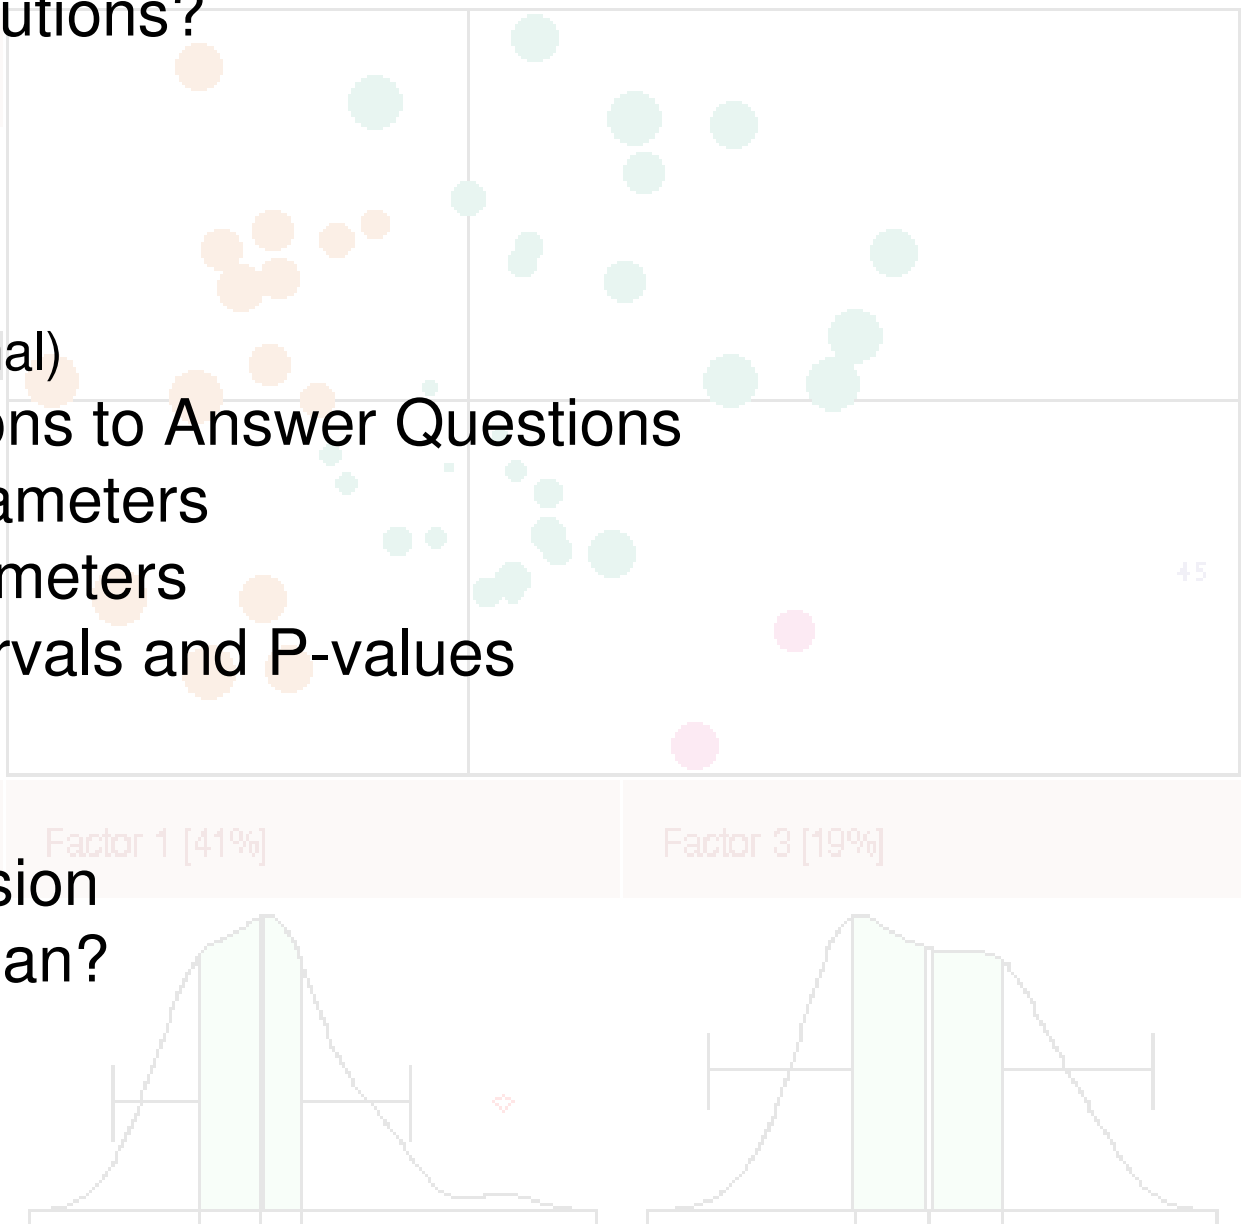 utions?
al)
ons to Answer Questions
ameters
meters
rvals and P-values
45
Factor 1 [41%]
Factor 3 [19%]
sion
an?